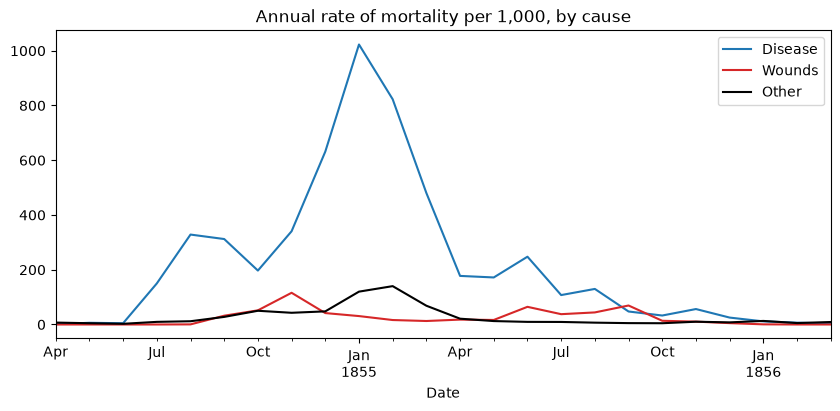 Annual rate of mortality per 1,000, by cause
Disease
Wounds
Other
1000
800
600
400
200
0
Apr Jul Oct Jan Apr Jul Oct Jan
1855 1856
Date